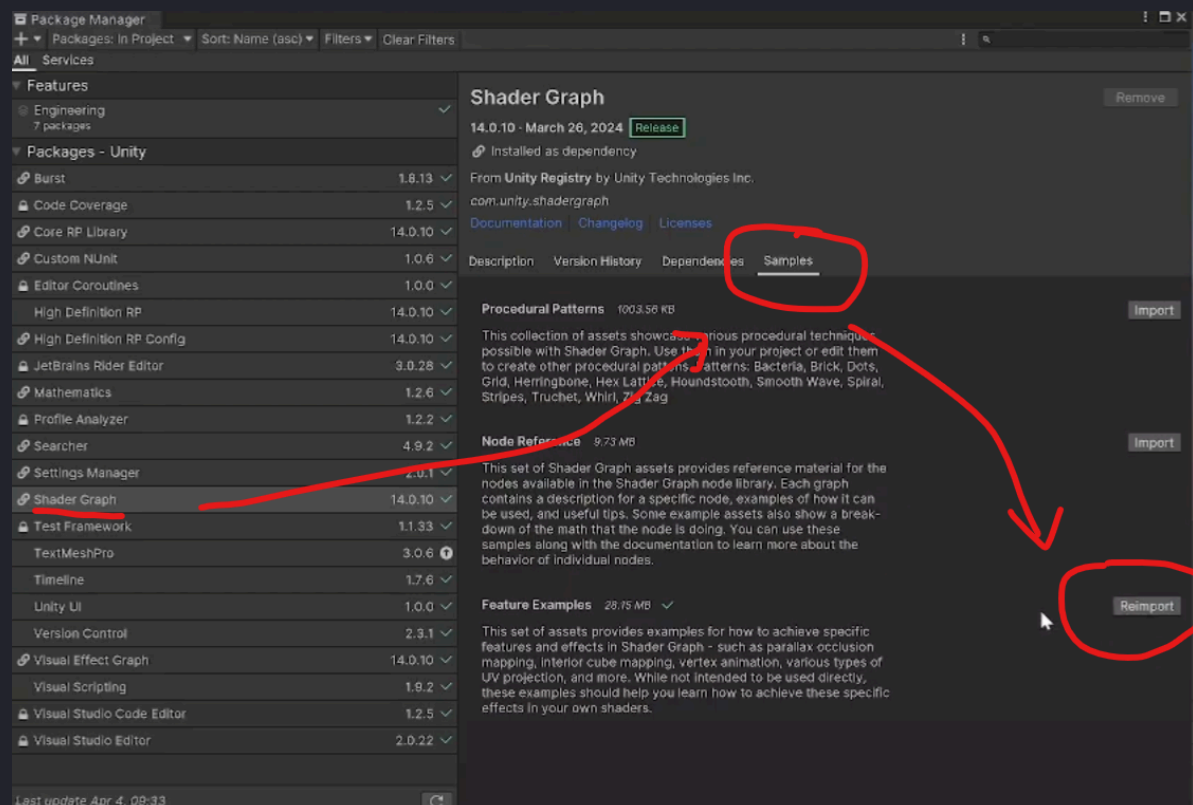 Package Manager
+ Packages: In Project Sort: Name (asc) Filters Clear Filters
All Services
Features
Engineering
7 packages
Packages - Unity
Burst 1.8.13
Code Coverage 1.2.5
Core RP Library 14.0.10
Custom NUnit 1.0.6
Editor Coroutines 1.0.0
High Definition RP 14.0.10
High Definition RP Config 14.0.10
JetBrains Rider Editor 3.0.28
Mathematics 1.2.6
Profile Analyzer 1.2.2
Searcher 4.9.2
Settings Manager 2.0.1
Shader Graph 14.0.10
Test Framework 1.1.33
TextMeshPro 3.0.6
Timeline 1.7.6
Unity UI 1.0.0
Version Control 2.3.1
Visual Effect Graph 14.0.10
Visual Scripting 1.9.2
Visual Studio Code Editor 1.2.5
Visual Studio Editor 2.0.22
Last update Apr 4, 09:33
Shader Graph Remove
14.0.10 - March 26, 2024 Release
Installed as dependency
From Unity Registry by Unity Technologies Inc.
com.unity.shadergraph
Documentation Changelog Licenses
Description Version History Dependencies Samples
Procedural Patterns 1003.56 KB Import
This collection of assets showcase various procedural techniques
possible with Shader Graph. Use them in your project or edit them
to create other procedural patterns. Patterns: Bacteria, Brick, Dots,
Grid, Herringbone, Hex Lattice, Houndstooth, Smooth Wave, Spiral,
Stripes, Truchet, Whirl, Zig Zag
Node Reference 9.73 MB Import
This set of Shader Graph assets provides reference material for the
nodes available in the Shader Graph node library. Each graph
contains a description for a specific node, examples of how it can
be used, and useful tips. Some example assets also show a break-
down of the math that the node is doing. You can use these
samples along with the documentation to learn more about the
behavior of individual nodes.
Feature Examples 28.15 MB Reimport
This set of assets provides examples for how to achieve specific
features and effects in Shader Graph - such as parallax occlusion
mapping, interior cube mapping, vertex animation, various types of
UV projection, and more. While not intended to be used directly,
these examples should help you learn how to achieve these specific
effects in your own shaders.